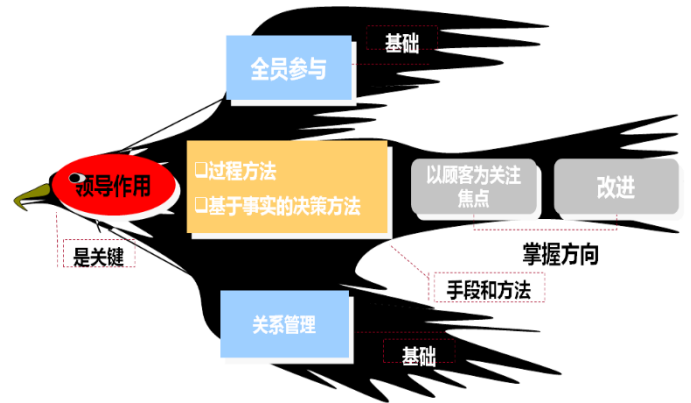 基础
全员参与
❑过程方法
❑基于事实的决策方法
以顾客为关注
焦点
改进
领导作用
是关键
掌握方向
手段和方法
关系管理
基础